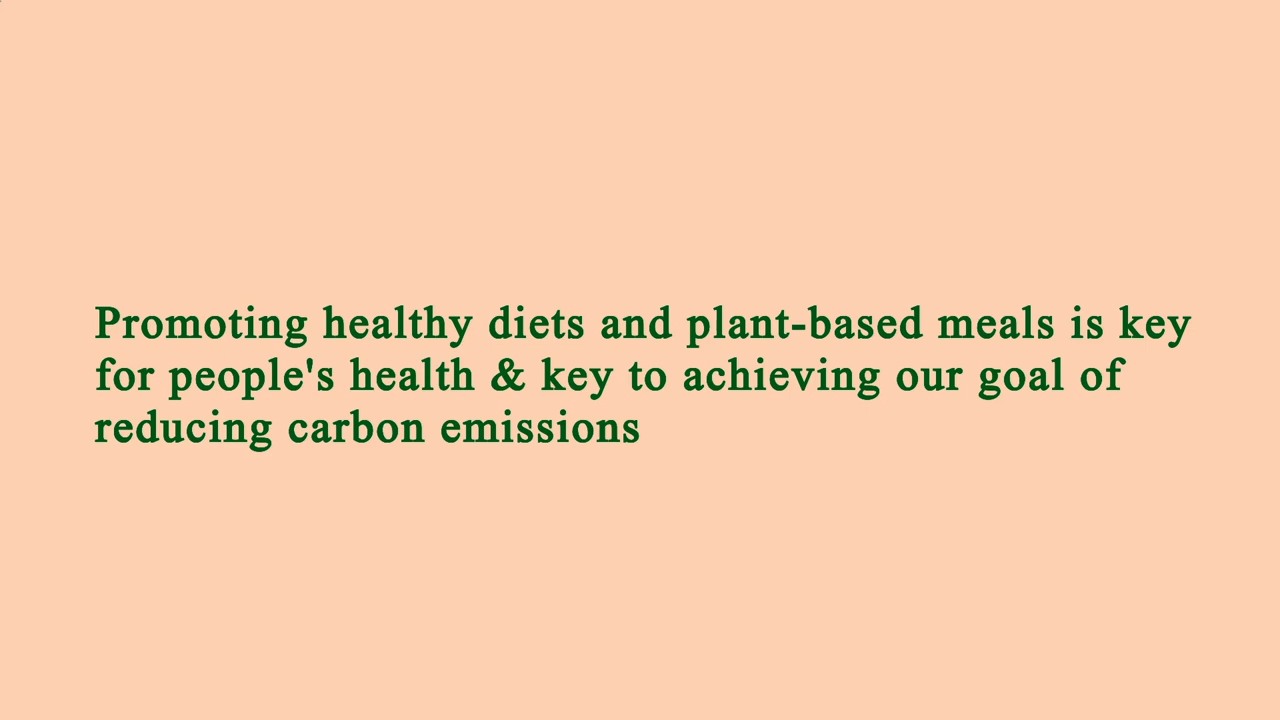 Promoting healthy diets and plant-based meals is key
for people's health & key to achieving our goal of
reducing carbon emissions